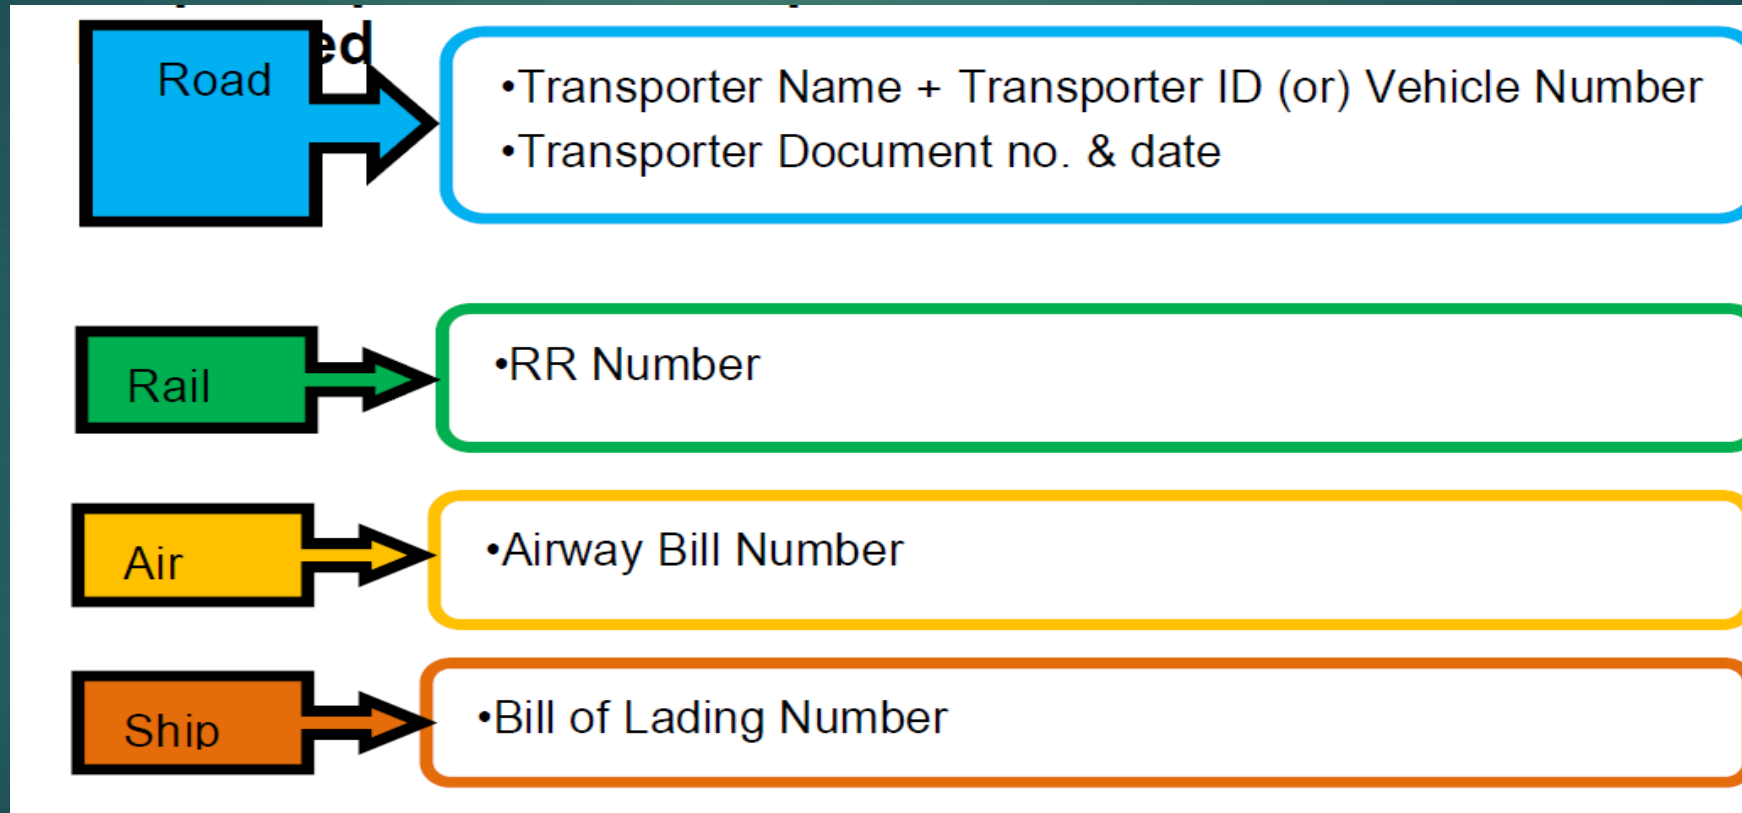 Road
•Transporter Name + Transporter ID (or) Vehicle Number
•Transporter Document no. & date
Rail
•RR Number
Air
•Airway Bill Number
Ship
•Bill of Lading Number